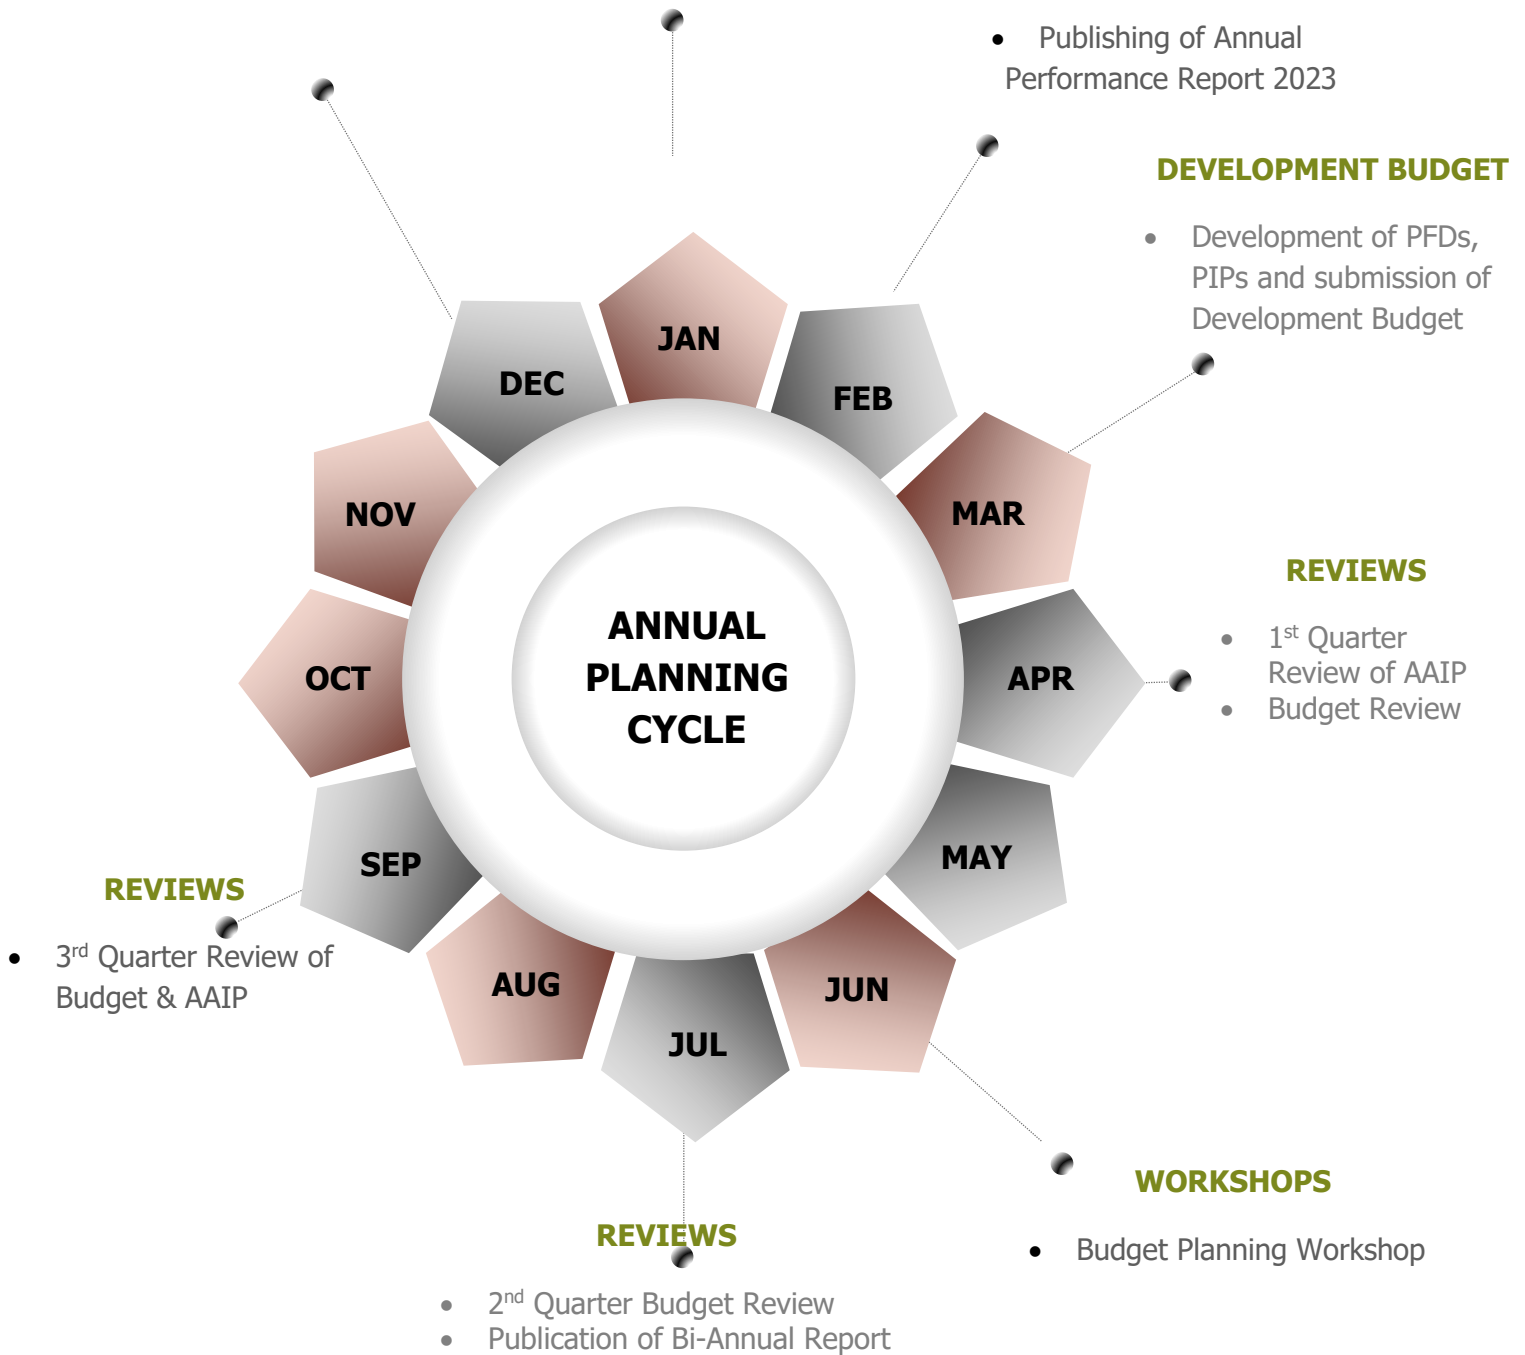 • Publishing of Annual
Performance Report 2023
DEVELOPMENT BUDGET
• Development of PFDs,
PIPs and submission of
Development Budget
JAN
FEB
MAR
APR
MAY
JUN
JUL
AUG
SEP
OCT
NOV
DEC
ANNUAL
PLANNING
CYCLE
REVIEWS
• 1st Quarter
Review of AAIP
• Budget Review
REVIEWS
• 3rd Quarter Review of
Budget & AAIP
WORKSHOPS
• Budget Planning Workshop
REVIEWS
• 2nd Quarter Budget Review
• Publication of Bi-Annual Report